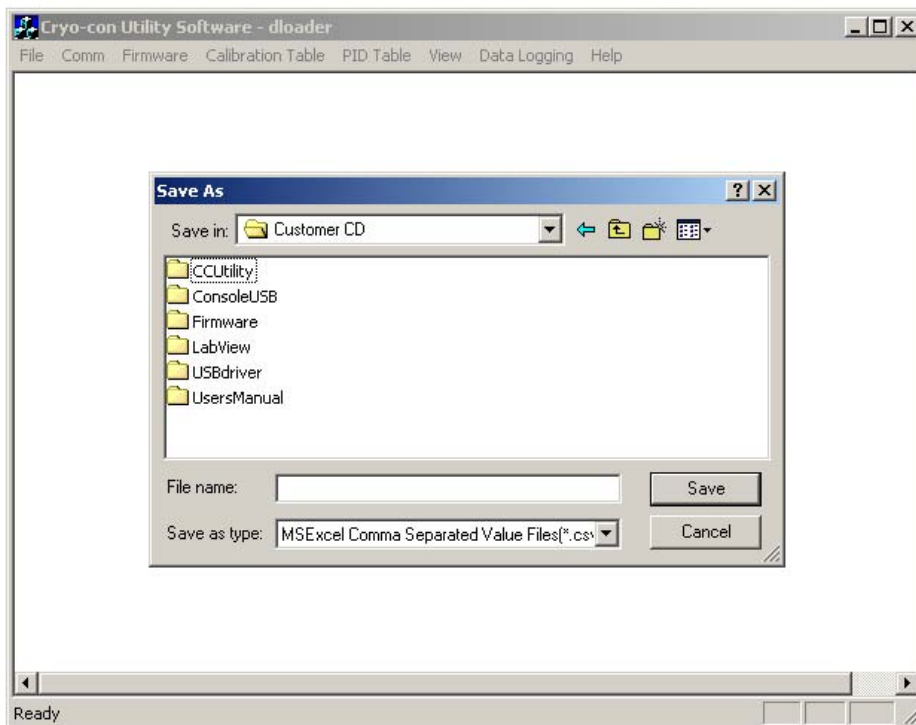 Cryo-con Utility Software - dloader
File Comm Firmware Calibration Table PID Table View Data Logging Help
Save As
Save in: Customer CD
CCUtility
ConsoleUSB
Firmware
LabView
USBdriver
UsersManual
File name: Save
Save as type: MSExcel Comma Separated Value Files(*.csv Cancel
Ready